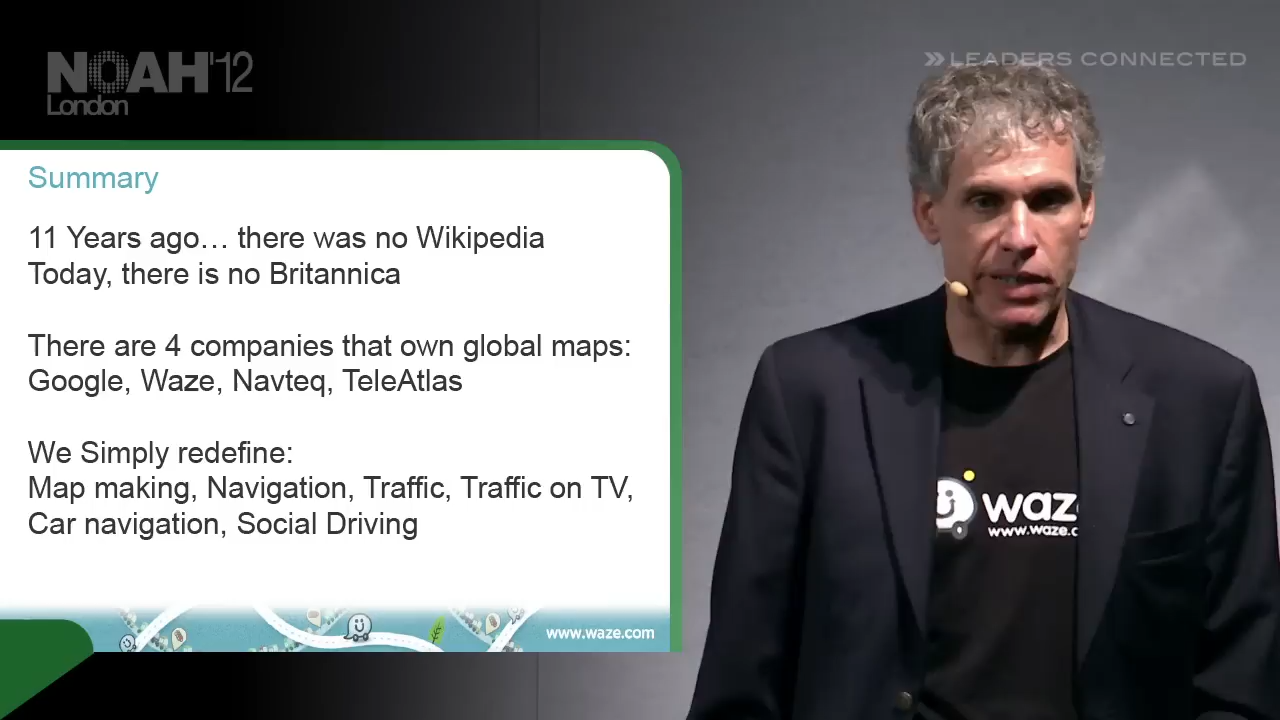 NOAH'12
London
LEADERS CONNECTED
Summary
11 Years ago… there was no Wikipedia
Today, there is no Britannica
There are 4 companies that own global maps:
Google, Waze, Navteq, TeleAtlas
We Simply redefine:
Map making, Navigation, Traffic, Traffic on TV,
Car navigation, Social Driving
www.waze.com
waze
www.waze.c